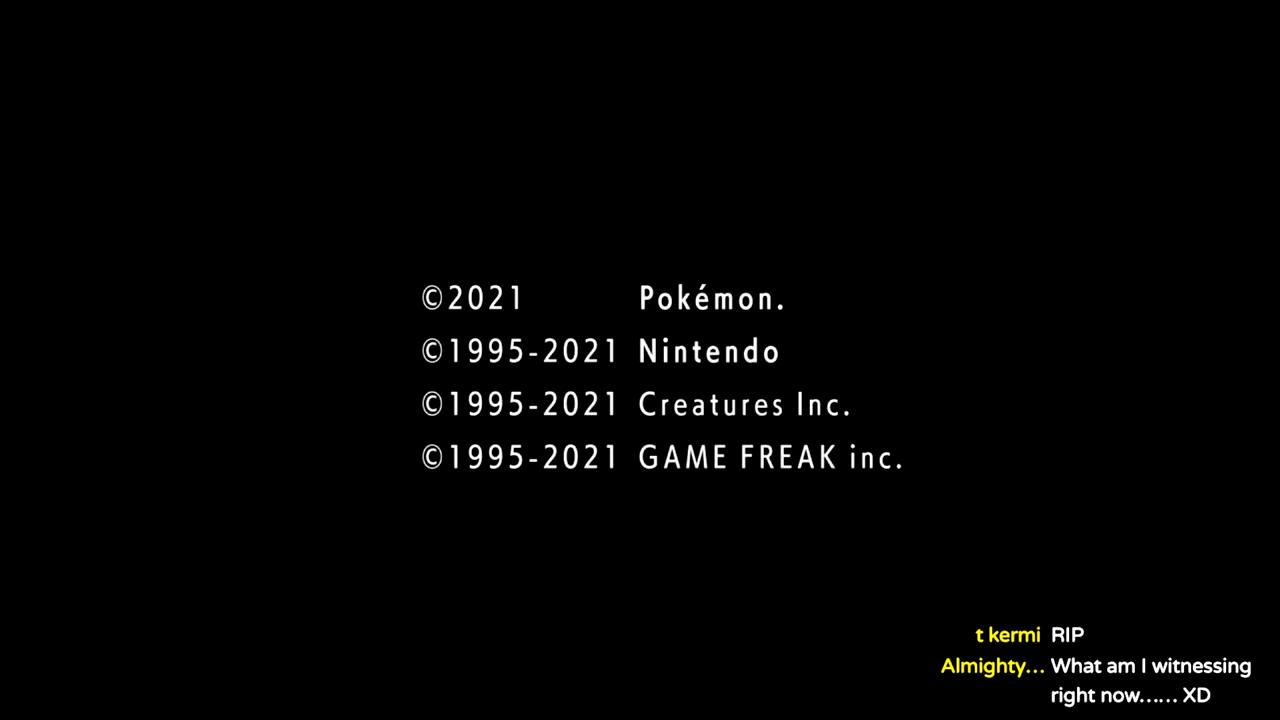 ©2021 Pokémon.
©1995-2021 Nintendo
©1995-2021 Creatures Inc.
©1995-2021 GAME FREAK inc.
t kermi RIP
Almighty... What am I witnessing
right now...... XD